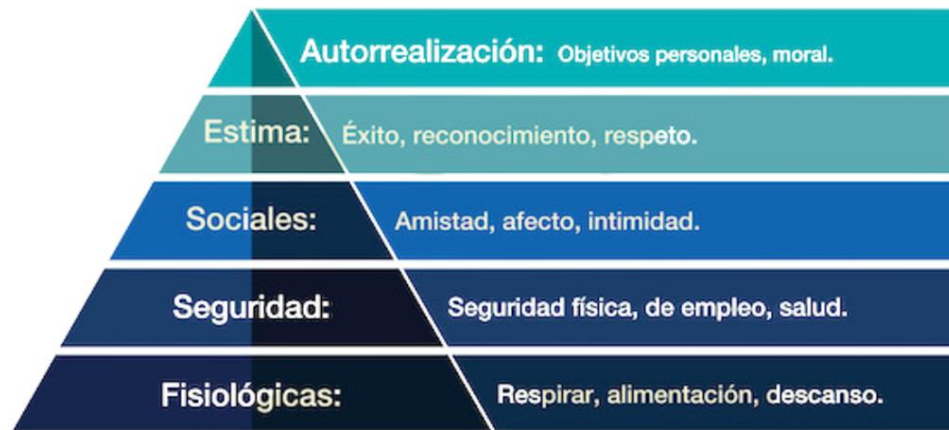 Autorrealización: Objetivos personales, moral.
Estima: Éxito, reconocimiento, respeto.
Sociales: Amistad, afecto, intimidad.
Seguridad: Seguridad física, de empleo, salud.
Fisiológicas: Respirar, alimentación, descanso.